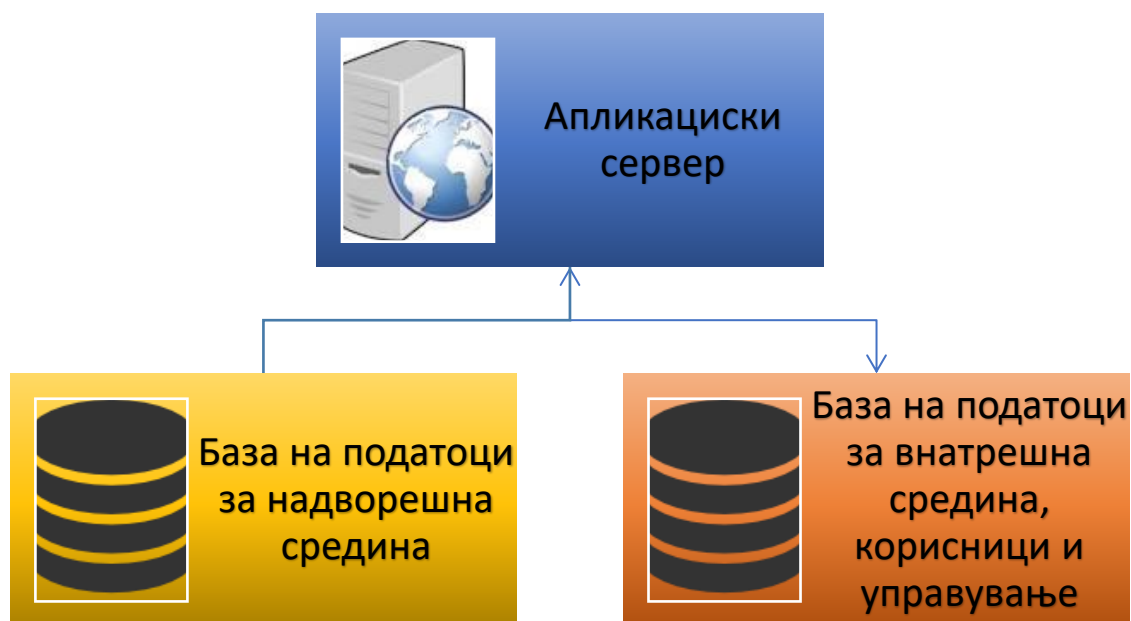 Апликациски
сервер
База на податоци
за надворешна
средина
База на податоци
за внатрешна
средина,
корисници и
управување